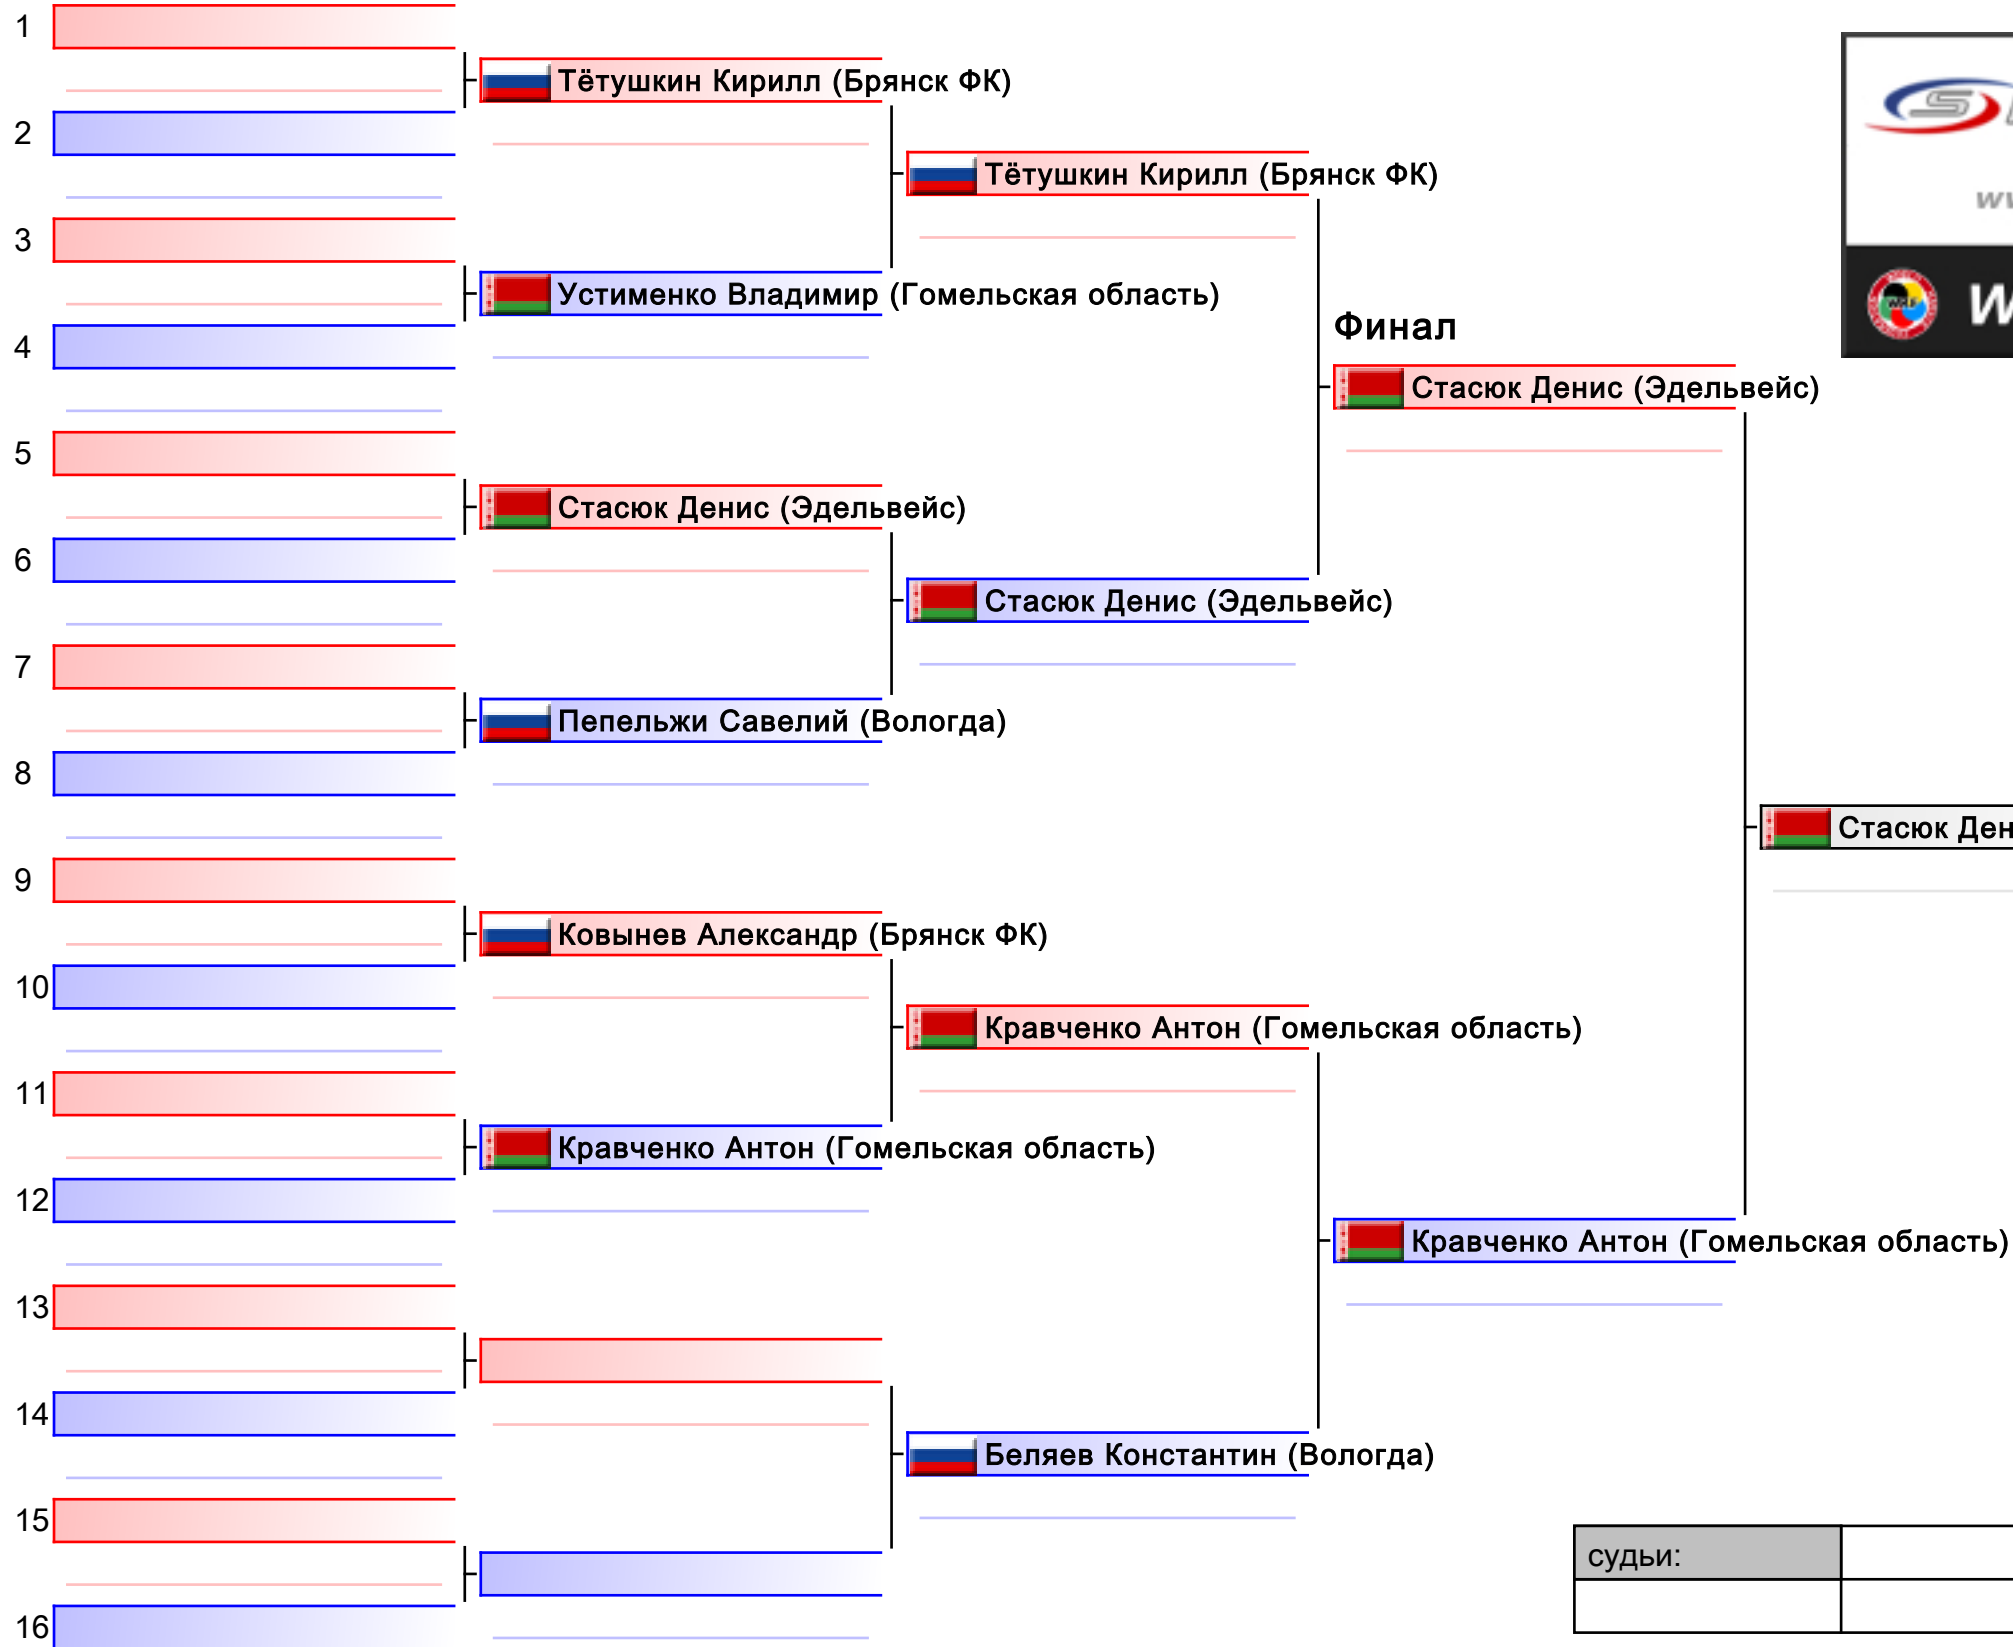 1
Тётушкин Кирилл (Брянск ФК)
2
Тётушкин Кирилл (Брянск ФК)
3
Устименко Владимир (Гомельская область)
4
Финал
Стасюк Денис (Эдельвейс)
5
Стасюк Денис (Эдельвейс)
6
Стасюк Денис (Эдельвейс)
7
Пепельжи Савелий (Вологда)
8
Стасюк
9
Ковынев Александр (Брянск ФК)
10
Кравченко Антон (Гомельская область)
11
Кравченко Антон (Гомельская область)
12
Кравченко Антон (Гомельская область)
13
14
Беляев Константин (Вологда)
15
судьи:
16